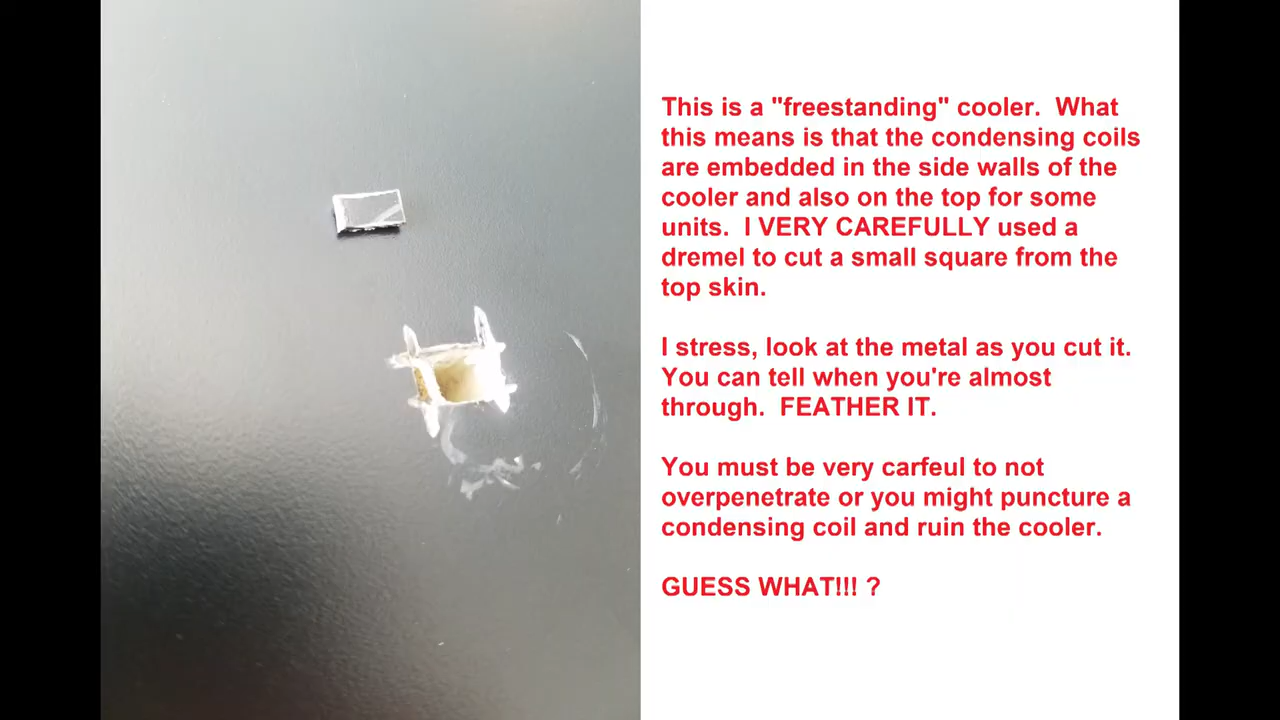 This is a "freestanding" cooler.  What
this means is that the condensing coils
are embedded in the side walls of the
cooler and also on the top for some
units.  I VERY CAREFULLY used a
dremel to cut a small square from the
top skin.
I stress, look at the metal as you cut it.
You can tell when you're almost
through.  FEATHER IT.
You must be very carfeul to not
overpenetrate or you might puncture a
condensing coil and ruin the cooler.
GUESS WHAT!!! ?